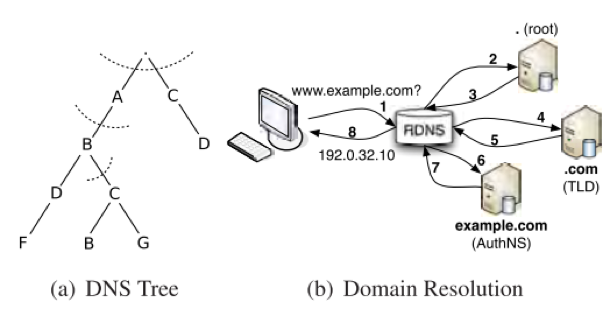 .
A
C
B
D
D
C
F
B
G
(a) DNS Tree
. (root)
2
3
www.example.com?
1
4
RDNS
8
5
192.0.32.10
7
6
.com
(TLD)
example.com
(AuthNS)
(b) Domain Resolution